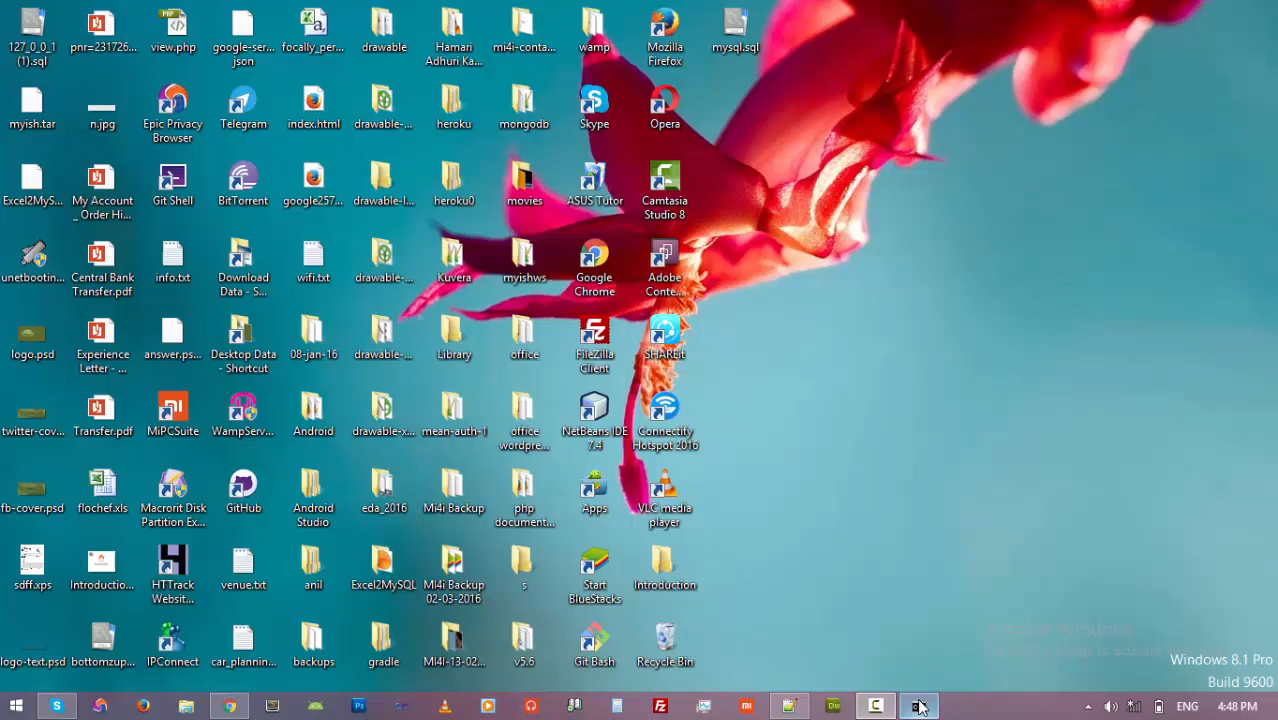 127_0_0_1
(1).sql
pnr=231726...
view.php
google-ser...
json
focally_per...
drawable
Hamari
Adhuri Ka...
mi4i-conta...
wamp
Mozilla
Firefox
mysql.sql
myish.tar
n.jpg
Epic Privacy
Browser
Telegram
index.html
drawable-...
heroku
mongodb
Skype
Opera
Excel2MyS...
My Account
_ Order Hi...
Git Shell
BitTorrent
google257...
drawable-l...
heroku0
movies
ASUS Tutor
Camtasia
Studio 8
unetbootin...
Central Bank
Transfer.pdf
info.txt
Download
Data - S...
wifi.txt
drawable-...
Kuvera
myishws
Google
Chrome
Adobe
Conte...
logo.psd
Experience
Letter - ...
answer.ps...
Desktop Data
- Shortcut
08-jan-16
drawable-...
Library
office
FileZilla
Client
SHAREit
twitter-cov...
Transfer.pdf
MiPCSuite
WampServ...
Android
drawable-x...
mean-auth-1
office
wordpre...
NetBeans IDE
7.4
Connectify
Hotspot 2016
fb-cover.psd
flochef.xls
Macrorit Disk
Partition Ex...
GitHub
Android
Studio
eda_2016
Mi4i Backup
php
document...
Apps
VLC media
player
sdff.xps
Introductio...
HTTrack
Websit...
venue.txt
anil
Excel2MySQL
MI4i Backup
02-03-2016
s
Start
BlueStacks
Introduction
logo-text.psd
bottomzup...
IPConnect
car_plannin...
backups
gradle
MI4I-13-02...
v5.6
Git Bash
Recycle Bin
Windows 8.1 Pro
Build 9600
ENG
4:48 PM